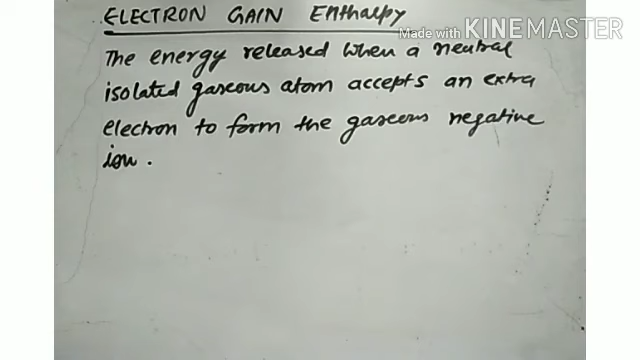 ELECTRON GAIN Enthalpy
Made with KINEMASTER
The energy released when a neutral
isolated gaseous atom accepts an extra
electron to form the gaseous negative
ion.